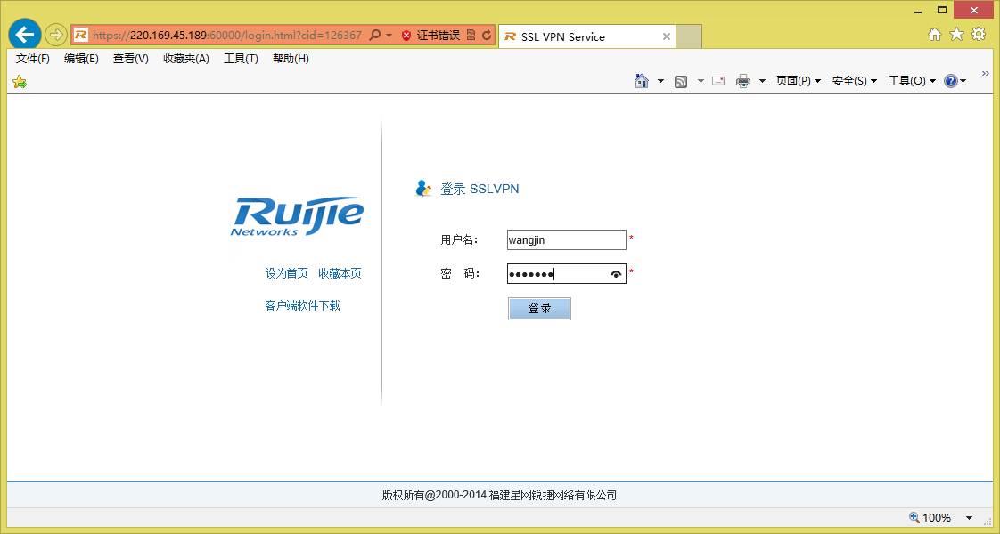 https://220.169.45.189:60000/login.html?cid=126367 证书错误 SSL VPN Service
文件(F) 编辑(E) 查看(V) 收藏夹(A) 工具(T) 帮助(H)
页面(P) 安全(S) 工具(O)
登录 SSLVPN
Ruijie
Networks
用户名: wangjin *
设为首页 收藏本页
密 码: ●●●●●●● *
客户端软件下载
登录
版权所有@2000-2014 福建星网锐捷网络有限公司
100%